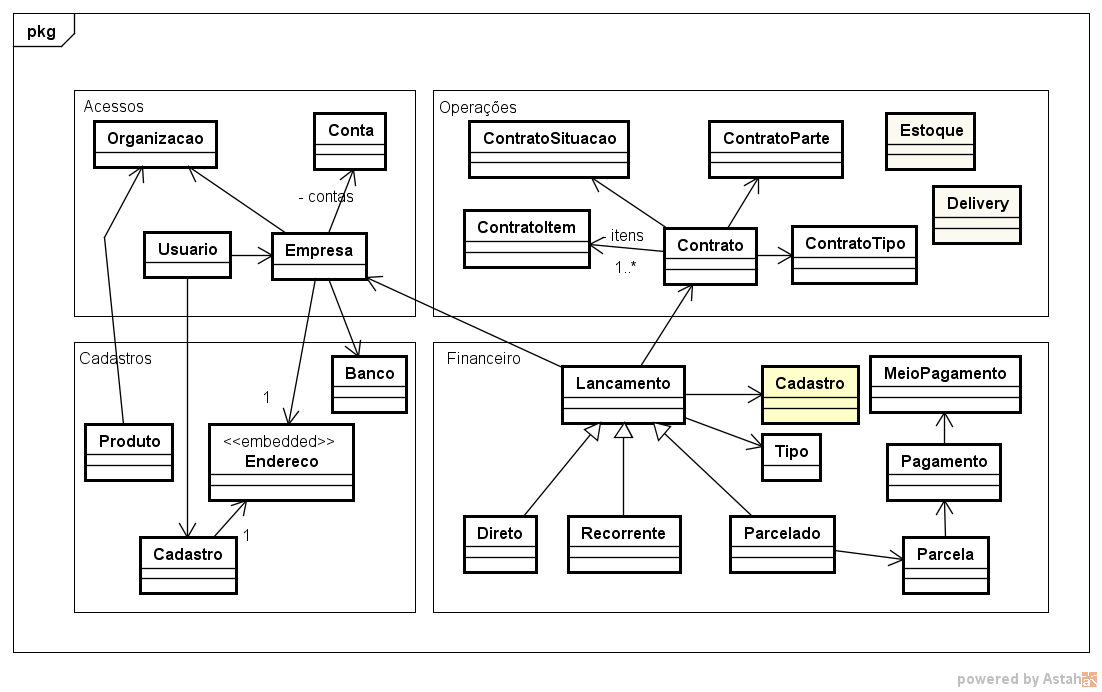 pkg
Acessos
Organizacao
Conta
- contas
Usuario
Empresa
Operações
ContratoSituacao
ContratoParte
Estoque
Delivery
ContratoItem
- itens
1..*
Contrato
ContratoTipo
Cadastros
Banco
1
Produto
<<embedded>>
Endereco
1
Cadastro
Financeiro
Lancamento
Cadastro
MeioPagamento
Tipo
Pagamento
Direto
Recorrente
Parcelado
Parcela
powered by Astah